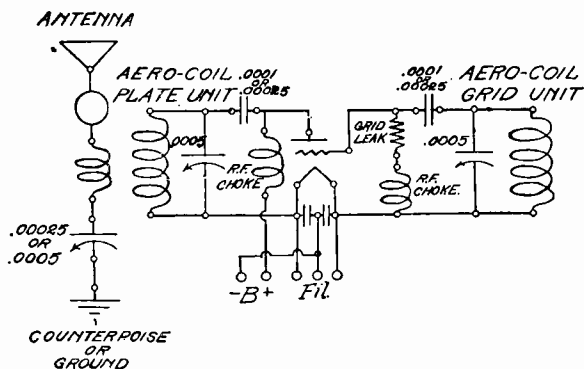 ANTENNA
AERO-COIL
PLATE UNIT
.0001
OR
.00025
.0005
R.F.
CHOKE
GRID
LEAK
R.F.
CHOKE.
.0001
OR
.00025
AERO-COIL
GRID UNIT
.0005
.00025
OR
.0005
-B+
Fil.
COUNTERPOISE
OR
GROUND